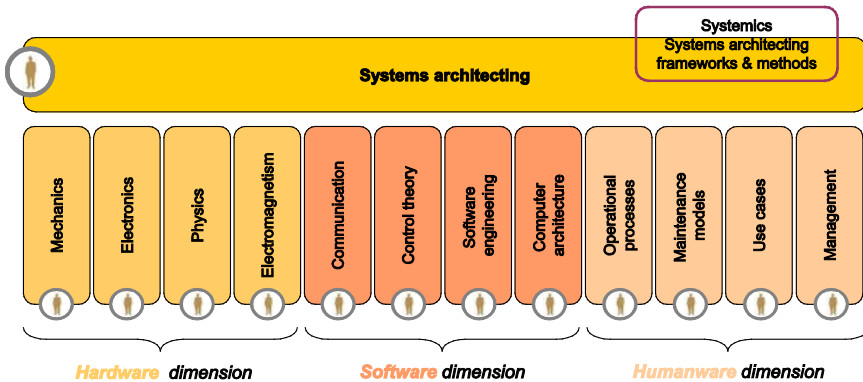 Systemics
Systems architecting
frameworks & methods
Systems architecting
Mechanics
Electronics
Physics
Electromagnetism
Communication
Control theory
Software
engineering
Computer
architecture
Operational
processes
Maintenance
models
Use cases
Management
Hardware dimension
Software dimension
Humanware dimension